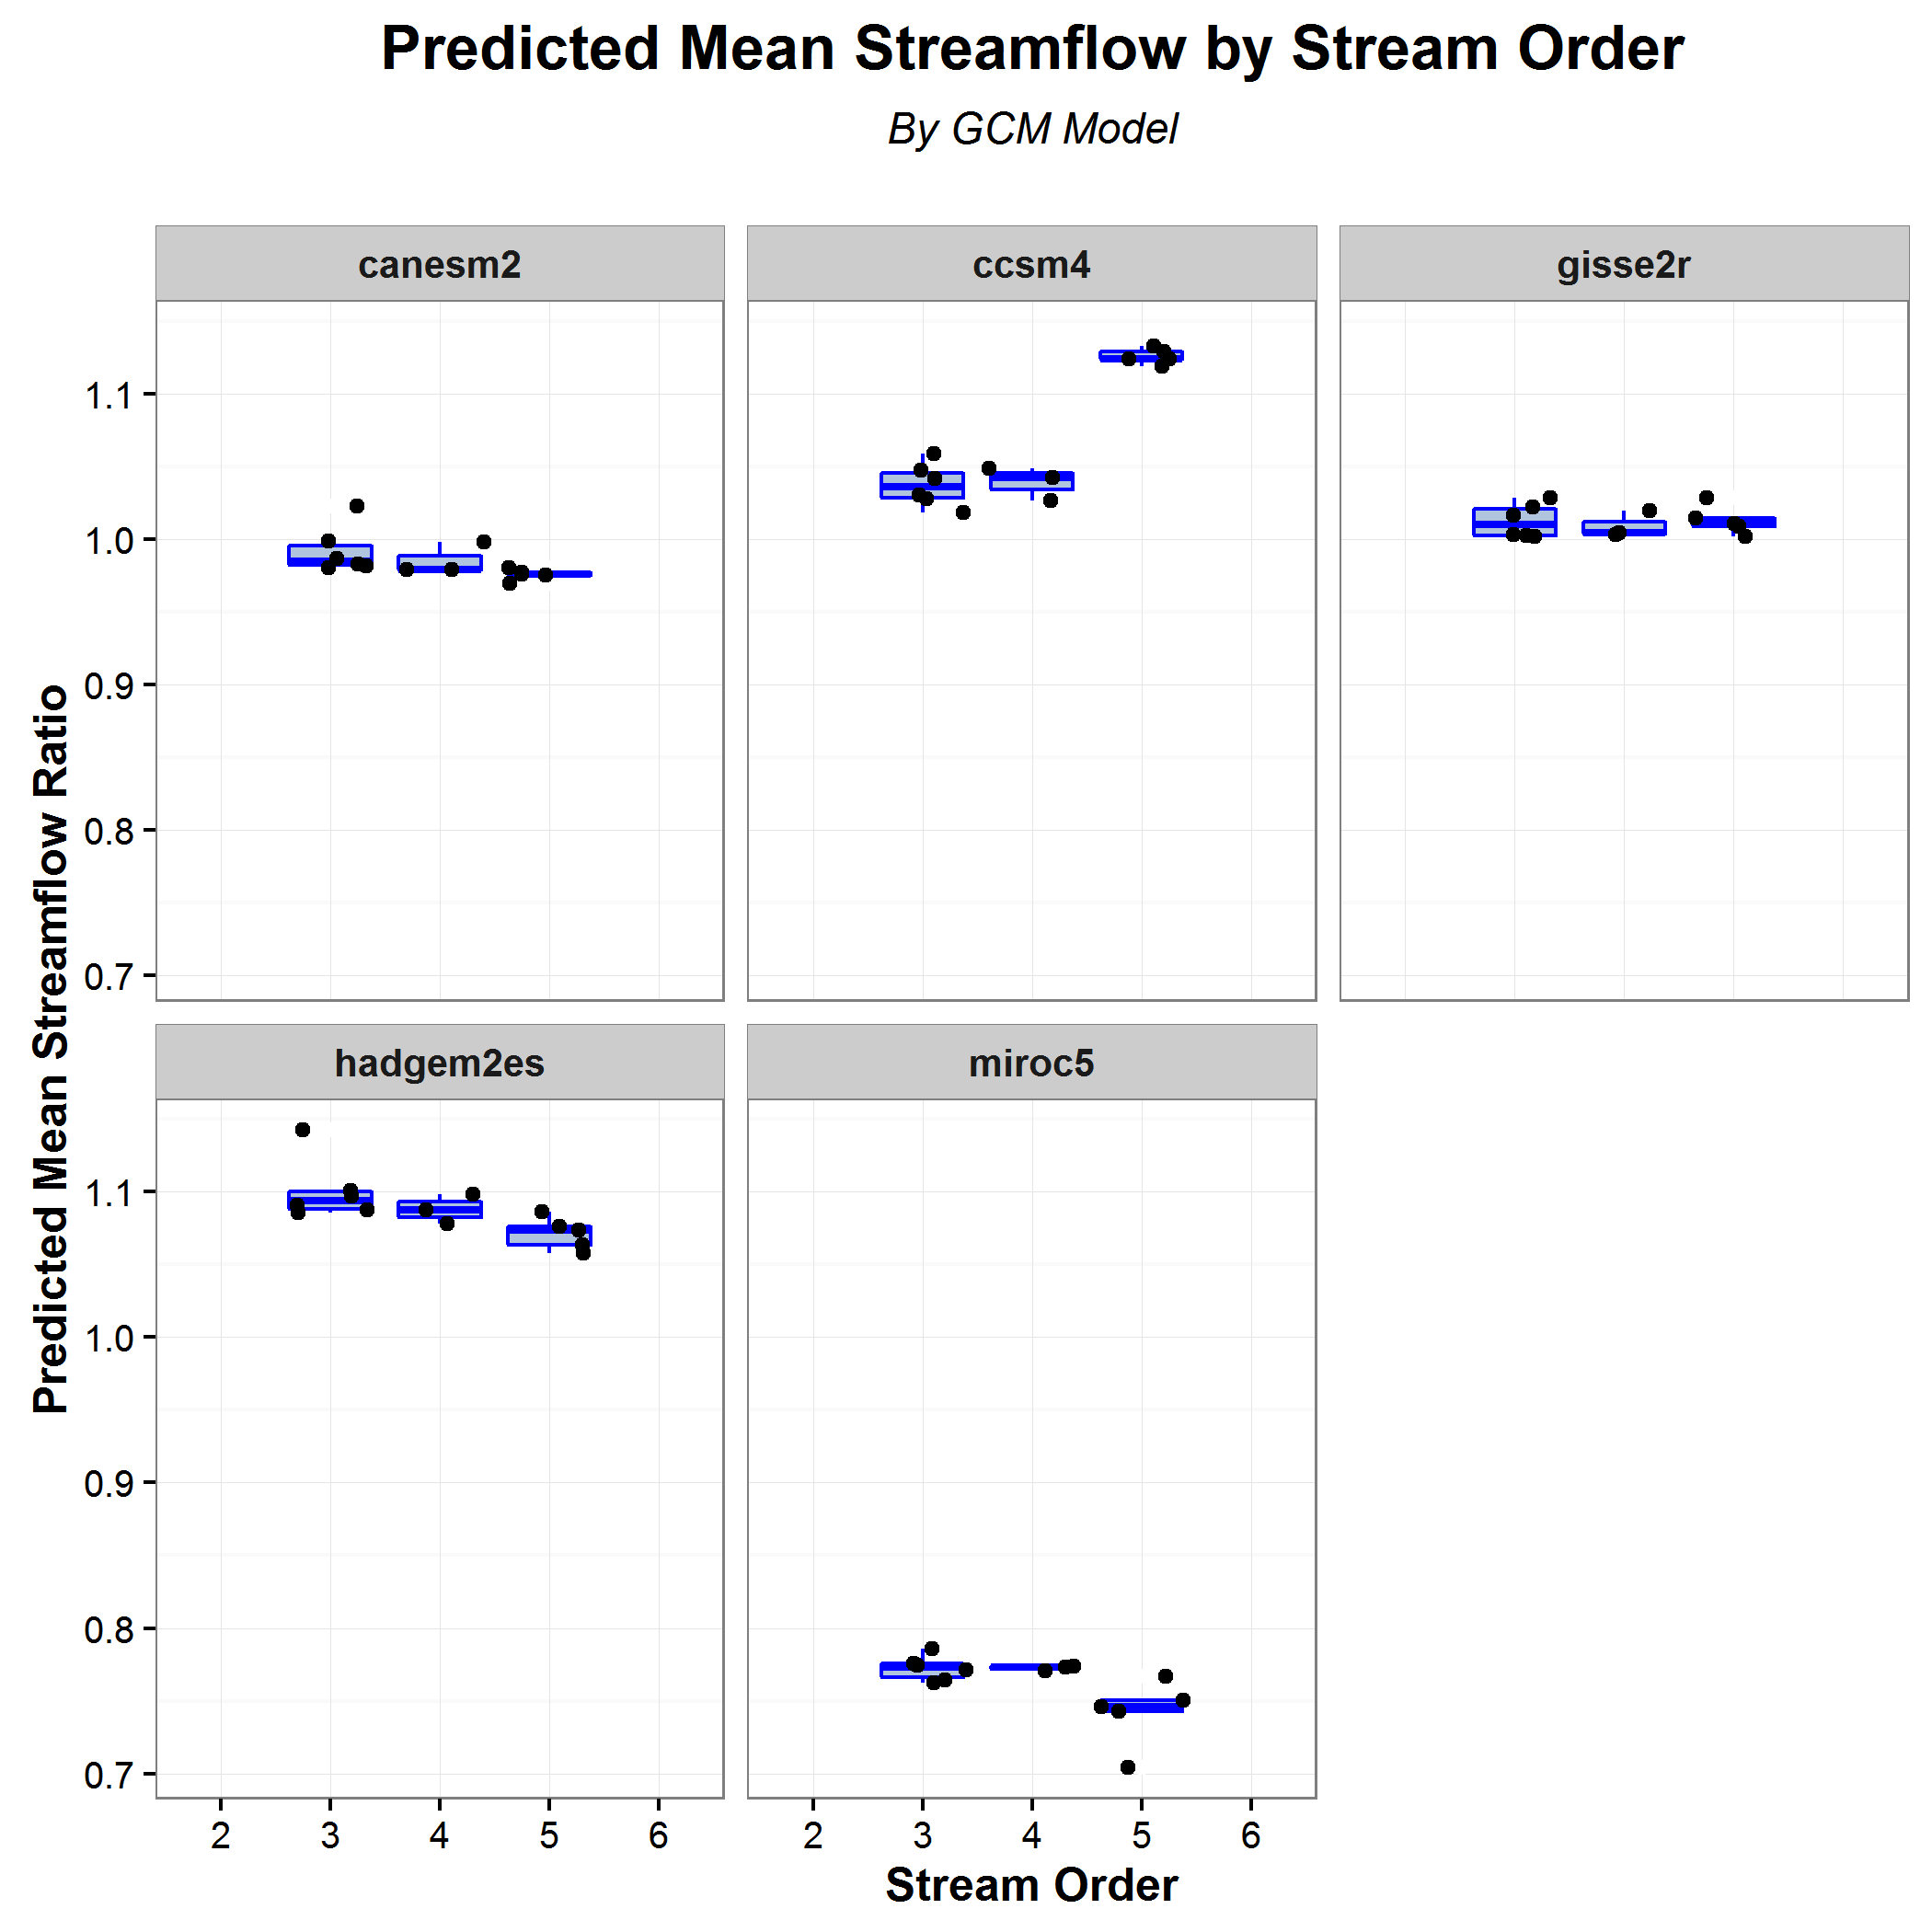 Predicted Mean Streamflow by Stream Order
By GCM Model
canesm2
ccsm4
gisse2r
1.1
1.0
0.9
0.8
0.7
Predicted Mean Streamflow Ratio
hadgem2es
miroc5
1.1
1.0
0.9
0.8
0.7
2 3 4 5 6
2 3 4 5 6
Stream Order